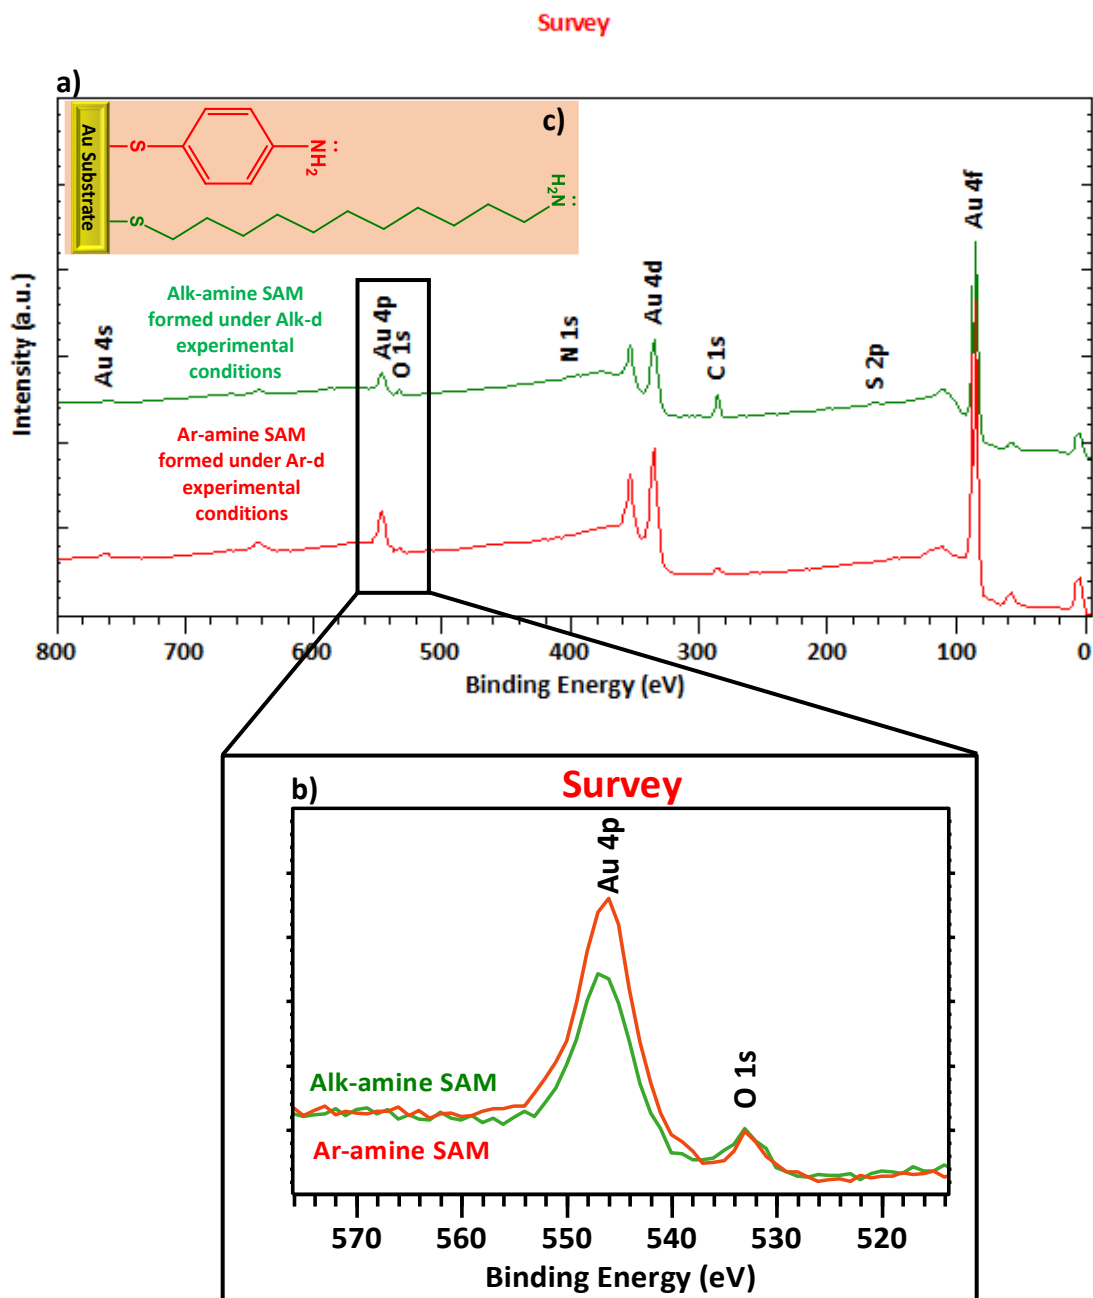 Survey
a)
c)
Au Substrate
S
NH2
S
H2N
Alk-amine SAM
formed under Alk-d
experimental
conditions
Ar-amine SAM
formed under Ar-d
experimental
conditions
Au 4s
Au 4p
O 1s
N 1s
Au 4d
C 1s
S 2p
Au 4f
Intensity (a.u.)
800 700 600 500 400 300 200 100 0
Binding Energy (eV)
b)
Survey
Au 4p
O 1s
Alk-amine SAM
Ar-amine SAM
570 560 550 540 530 520
Binding Energy (eV)